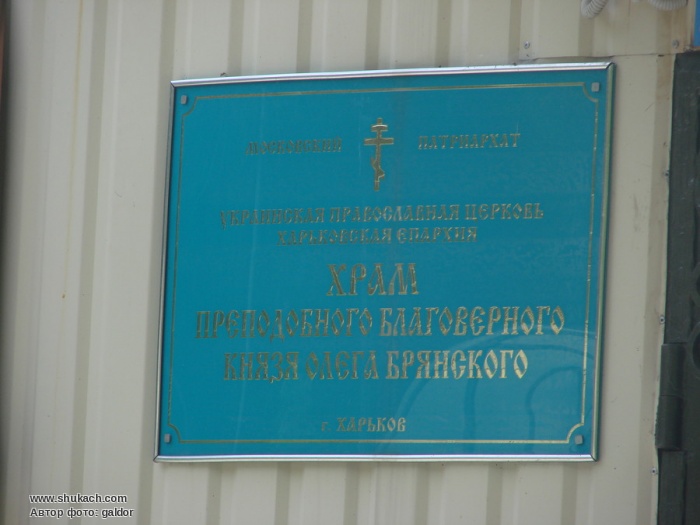 МОСКОВСКИЙ ПАТРИАРХАТ
УКРАИНСКАЯ ПРАВОСЛАВНАЯ ЦЕРКОВЬ
ХАРЬКОВСКАЯ ЕПАРХИЯ
ХРАМ
ПРЕПОДОБНОГО БЛАГОВЕРНОГО
КНЯЗЯ ОЛЕГА БРЯНСКОГО
г. ХАРЬКОВ
www.shukach.com
Автор фото: gakdor